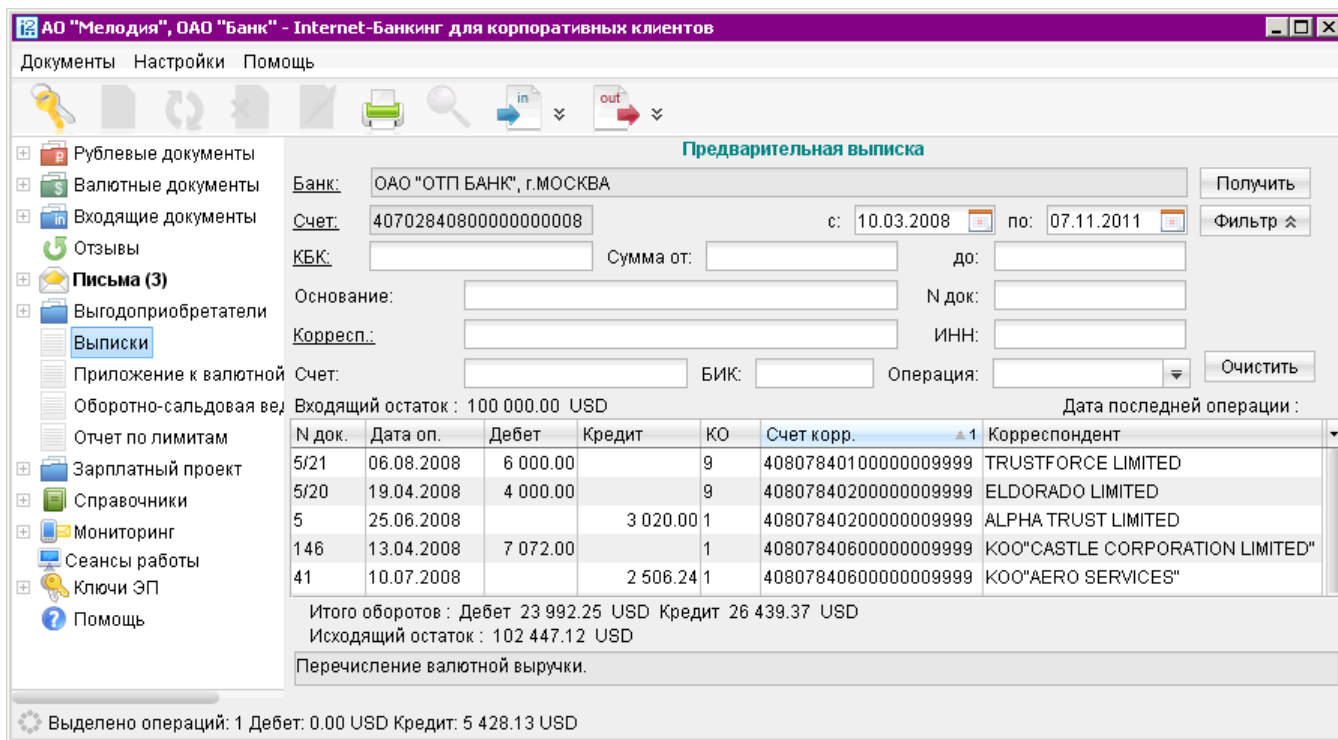 АО "Мелодия", ОАО "Банк" - Internet-Банкинг для корпоративных клиентов
Документы Настройки Помощь
in out
Рублевые документы
Валютные документы
Входящие документы
Отзывы
Письма (3)
Выгодоприобретатели
Выписки
Приложение к валютной
Оборотно-сальдовая вед
Отчет по лимитам
Зарплатный проект
Справочники
Мониторинг
Сеансы работы
Ключи ЭП
Помощь
Предварительная выписка
Банк: ОАО "ОТП БАНК", г.МОСКВА Получить
Счет: 40702840800000000008 с: 10.03.2008 по: 07.11.2011 Фильтр
КБК: Сумма от: до:
Основание: N док:
Корресп.: ИНН:
Счет: БИК: Операция: Очистить
Входящий остаток : 100 000.00 USD Дата последней операции :
N док. Дата оп. Дебет Кредит КО Счет корр. 1 Корреспондент
5/21 06.08.2008 6 000.00 9 40807840100000009999 TRUSTFORCE LIMITED
5/20 19.04.2008 4 000.00 9 40807840200000009999 ELDORADO LIMITED
5 25.06.2008 3 020.00 1 40807840200000009999 ALPHA TRUST LIMITED
146 13.04.2008 7 072.00 1 40807840600000009999 КОО"CASTLE CORPORATION LIMITED"
41 10.07.2008 2 506.24 1 40807840600000009999 КОО"AERO SERVICES"
Итого оборотов : Дебет 23 992.25 USD Кредит 26 439.37 USD
Исходящий остаток : 102 447.12 USD
Перечисление валютной выручки.
Выделено операций: 1 Дебет: 0.00 USD Кредит: 5 428.13 USD